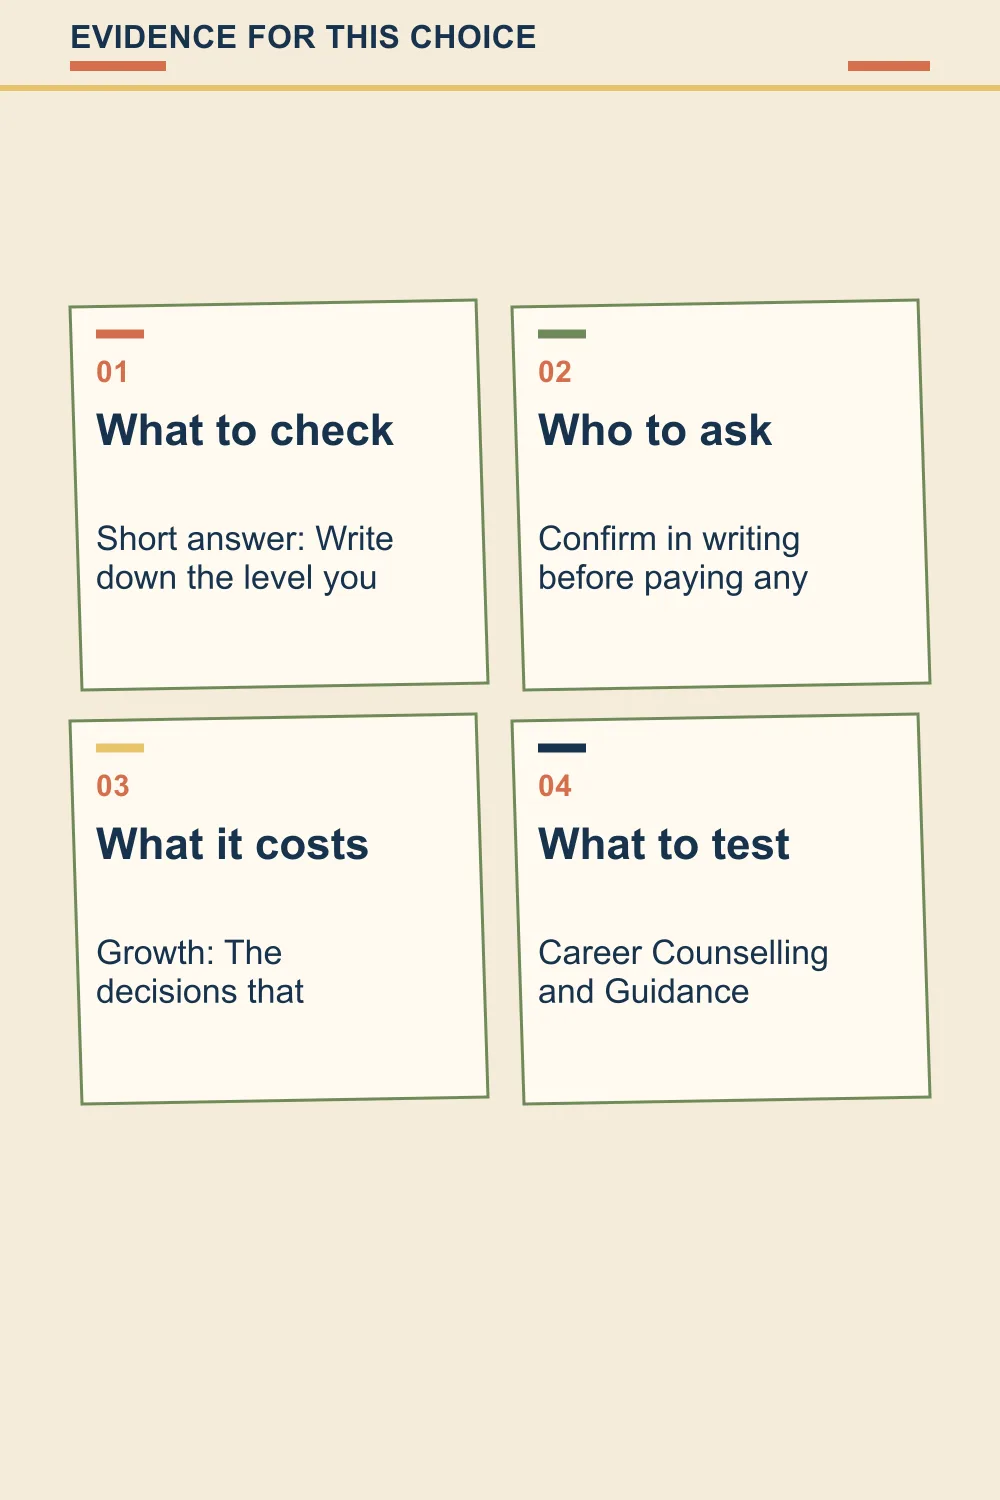 EVIDENCE FOR THIS CHOICE
01
What to check
Short answer: Write
down the level you
02
Who to ask
Confirm in writing
before paying any
03
What it costs
Growth: The
decisions that
04
What to test
Career Counselling
and Guidance